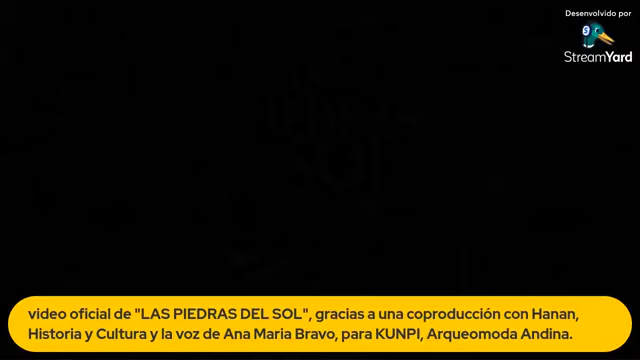 Desenvolvido por
StreamYard
video oficial de "LAS PIEDRAS DEL SOL", gracias a una coproducción con Hanan,
Historia y Cultura y la voz de Ana Maria Bravo, para KUNPI, Arqueomoda Andina.